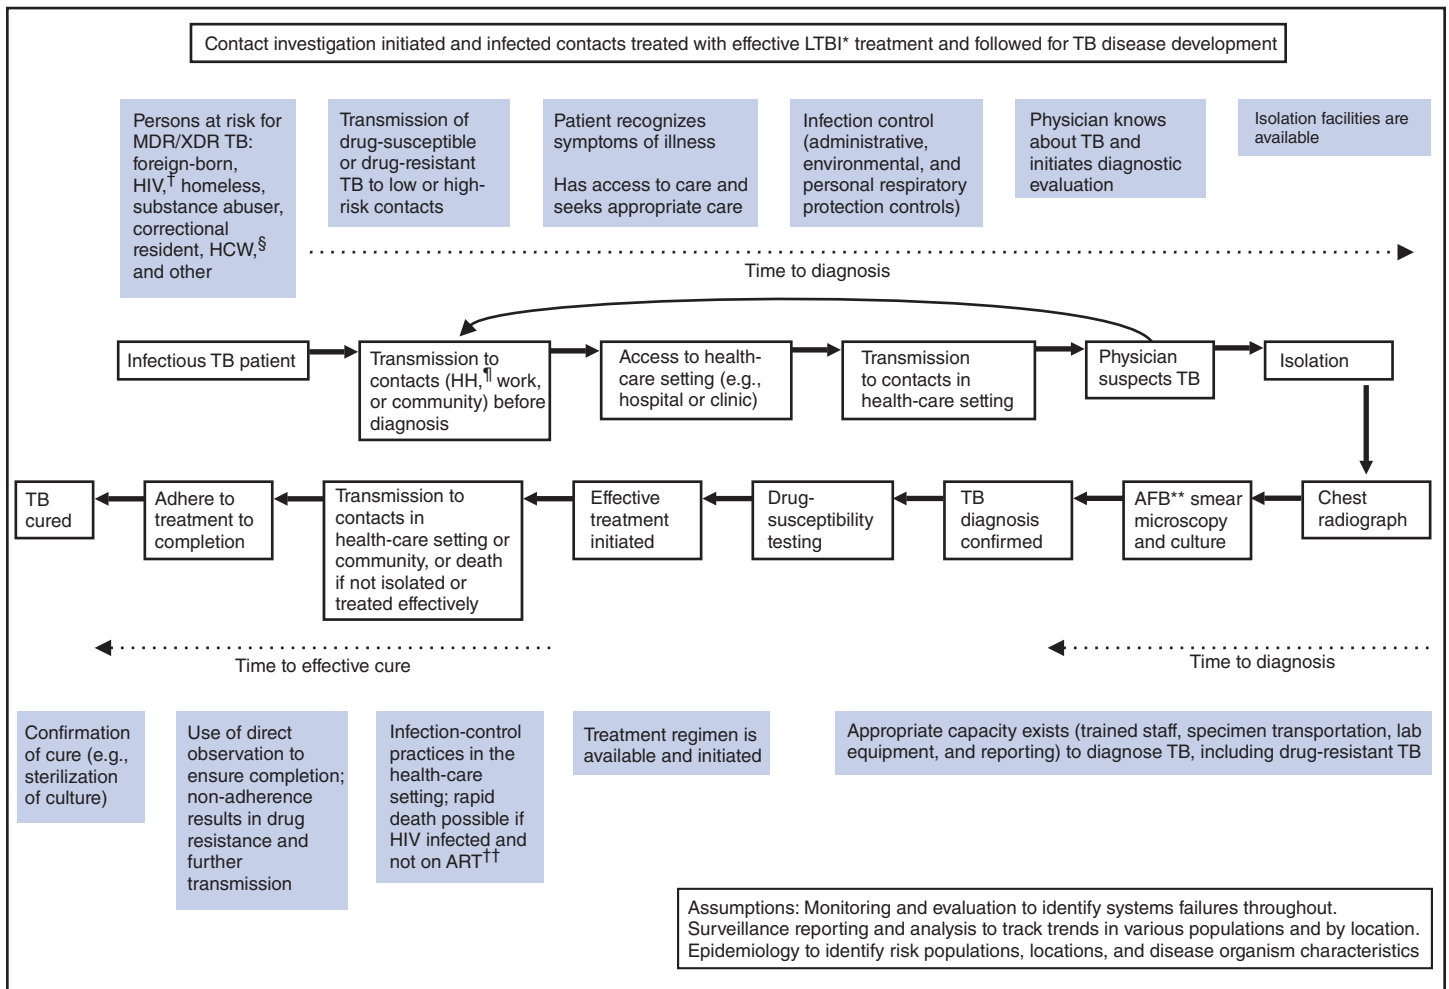 Contact investigation initiated and infected contacts treated with effective LTBI* treatment and followed for TB disease development
Persons at risk for
MDR/XDR TB:
foreign-born,
HIV,† homeless,
substance abuser,
correctional
resident, HCW,§
and other
Transmission of
drug-susceptible
or drug-resistant
TB to low or high-
risk contacts
Patient recognizes
symptoms of illness
Has access to care and
seeks appropriate care
Infection control
(administrative,
environmental, and
personal respiratory
protection controls)
Physician knows
about TB and
initiates diagnostic
evaluation
Isolation facilities are
available
Time to diagnosis
Infectious TB patient
Transmission to
contacts (HH,¶ work,
or community) before
diagnosis
Access to health-
care setting (e.g.,
hospital or clinic)
Transmission
to contacts in
health-care setting
Physician
suspects TB
Isolation
TB
cured
Adhere to
treatment to
completion
Transmission to
contacts in
health-care setting or
community, or death
if not isolated or
treated effectively
Effective
treatment
initiated
Drug-
susceptibility
testing
TB
diagnosis
confirmed
AFB** smear
microscopy
and culture
Chest
radiograph
Time to effective cure
Time to diagnosis
Confirmation
of cure (e.g.,
sterilization
of culture)
Use of direct
observation to
ensure completion;
non-adherence
results in drug
resistance and
further
transmission
Infection-control
practices in the
health-care
setting; rapid
death possible if
HIV infected and
not on ART††
Treatment regimen is
available and initiated
Appropriate capacity exists (trained staff, specimen transportation, lab
equipment, and reporting) to diagnose TB, including drug-resistant TB
Assumptions: Monitoring and evaluation to identify systems failures throughout.
Surveillance reporting and analysis to track trends in various populations and by location.
Epidemiology to identify risk populations, locations, and disease organism characteristics